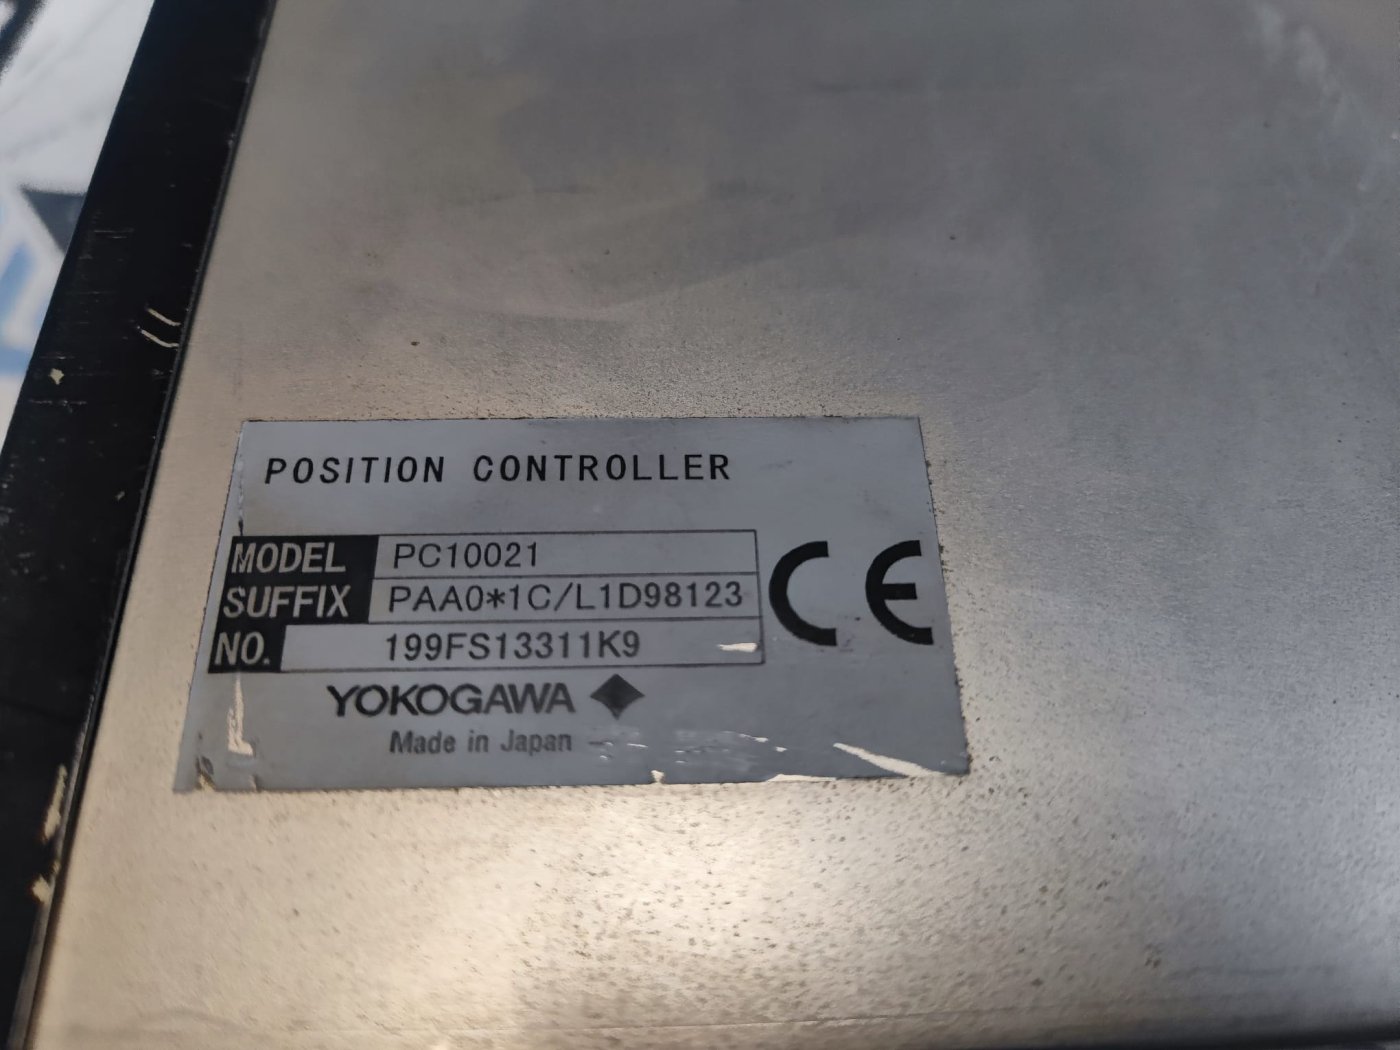 POSITION CONTROLLER
MODEL PC10021
SUFFIX PAA0*1C/L1D98123
NO. 199FS13311K9
CE
YOKOGAWA
Made in Japan